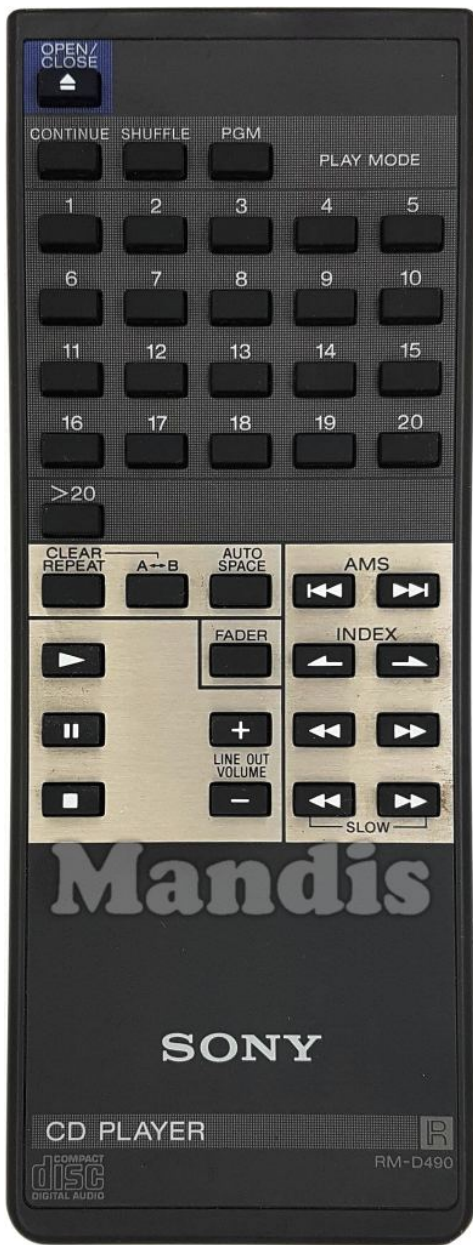 OPEN/
CLOSE
CONTINUE SHUFFLE PGM
PLAY MODE
1 2 3 4 5
6 7 8 9 10
11 12 13 14 15
16 17 18 19 20
>20
CLEAR
REPEAT A↔B AUTO
SPACE AMS
FADER INDEX
+
LINE OUT
VOLUME
−
SLOW
Mandis
SONY
CD PLAYER R
COMPACT
disc
DIGITAL AUDIO
RM-D490